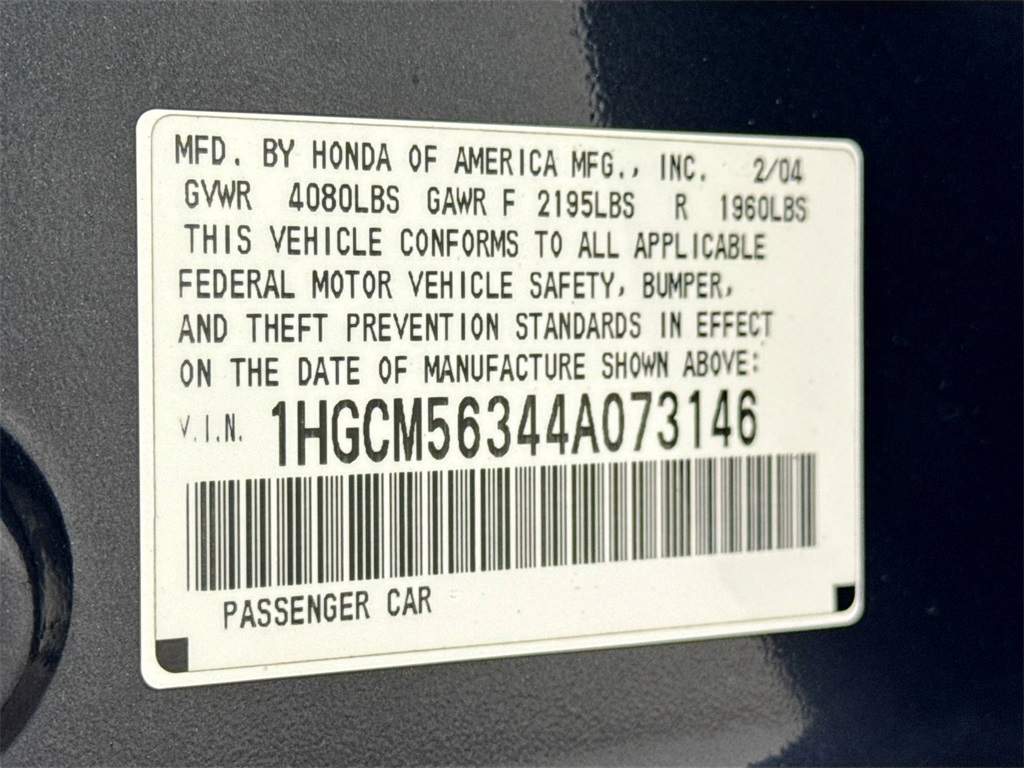 MFD. BY HONDA OF AMERICA MFG., INC. 2/04
GVWR 4080LBS GAWR F 2195LBS R 1960LBS
THIS VEHICLE CONFORMS TO ALL APPLICABLE
FEDERAL MOTOR VEHICLE SAFETY, BUMPER,
AND THEFT PREVENTION STANDARDS IN EFFECT
ON THE DATE OF MANUFACTURE SHOWN ABOVE:
V.I.N. 1HGCM56344A073146
PASSENGER CAR